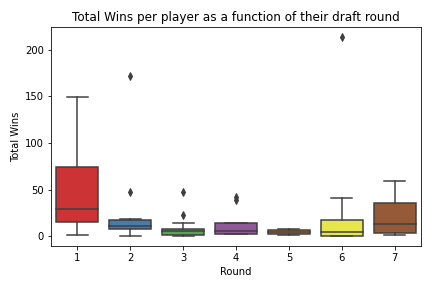 Total Wins per player as a function of their draft round
200
150
100
50
0
Total Wins
1 2 3 4 5 6 7
Round